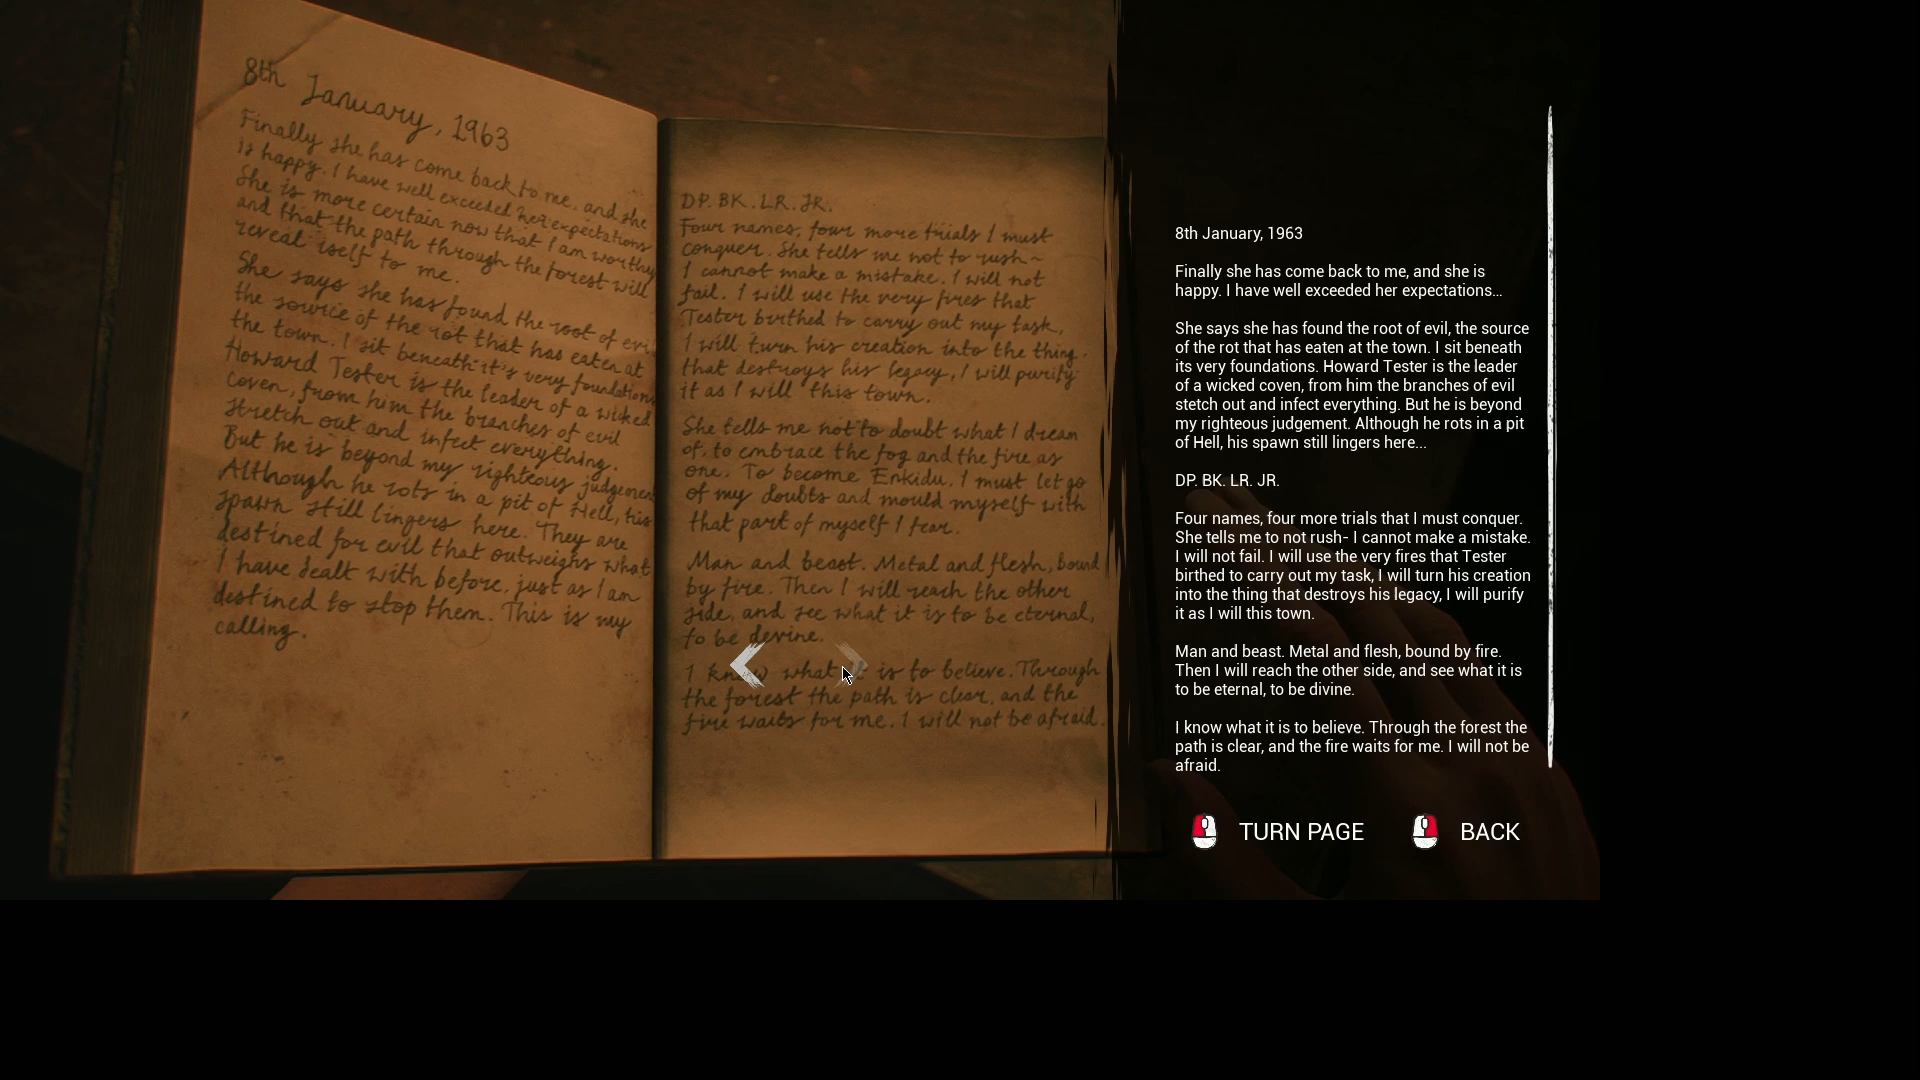 8th January, 1963
Finally she has come back to me, and she
is happy. I have well exceeded her expectations
She is more certain now that I am worthy
and that the path through the forest will
reveal itself to me.
She says she has found the root of evil
the source of the rot that has eaten at
the town. I sit beneath it's very foundations
Howard Tester is the leader of a wicked
coven, from him the branches of evil
stretch out and infect everything.
But he is beyond my righteous judgement
Although he rots in a pit of Hell, his
spawn still lingers here. They are
destined for evil that outweighs what
I have dealt with before, just as I am
destined to stop them. This is my
calling.
DP. BK. LR. JR.
Four names, four more trials I must
conquer. She tells me not to rush~
I cannot make a mistake. I will not
fail. I will use the very fires that
Tester birthed to carry out my task,
I will turn his creation into the thing
that destroys his legacy, I will purify
it as I will this town.
She tells me not to doubt what I dream
of, to embrace the fog and the fire as
one. To become Enkidu, I must let go
of my doubts and mould myself with
that part of myself I fear.
Man and beast. Metal and flesh, bound
by fire. Then I will reach the other
side, and see what it is to be eternal,
to be devine.
I know what it is to believe. Through
the forest the path is clear, and the
fire waits for me. I will not be afraid.
8th January, 1963
Finally she has come back to me, and she is
happy. I have well exceeded her expectations...
She says she has found the root of evil, the source
of the rot that has eaten at the town. I sit beneath
its very foundations. Howard Tester is the leader
of a wicked coven, from him the branches of evil
stetch out and infect everything. But he is beyond
my righteous judgement. Although he rots in a pit
of Hell, his spawn still lingers here...
DP. BK. LR. JR.
Four names, four more trials that I must conquer.
She tells me to not rush- I cannot make a mistake.
I will not fail. I will use the very fires that Tester
birthed to carry out my task, I will turn his creation
into the thing that destroys his legacy, I will purify
it as I will this town.
Man and beast. Metal and flesh, bound by fire.
Then I will reach the other side, and see what it is
to be eternal, to be divine.
I know what it is to believe. Through the forest the
path is clear, and the fire waits for me. I will not be
afraid.
TURN PAGE
BACK